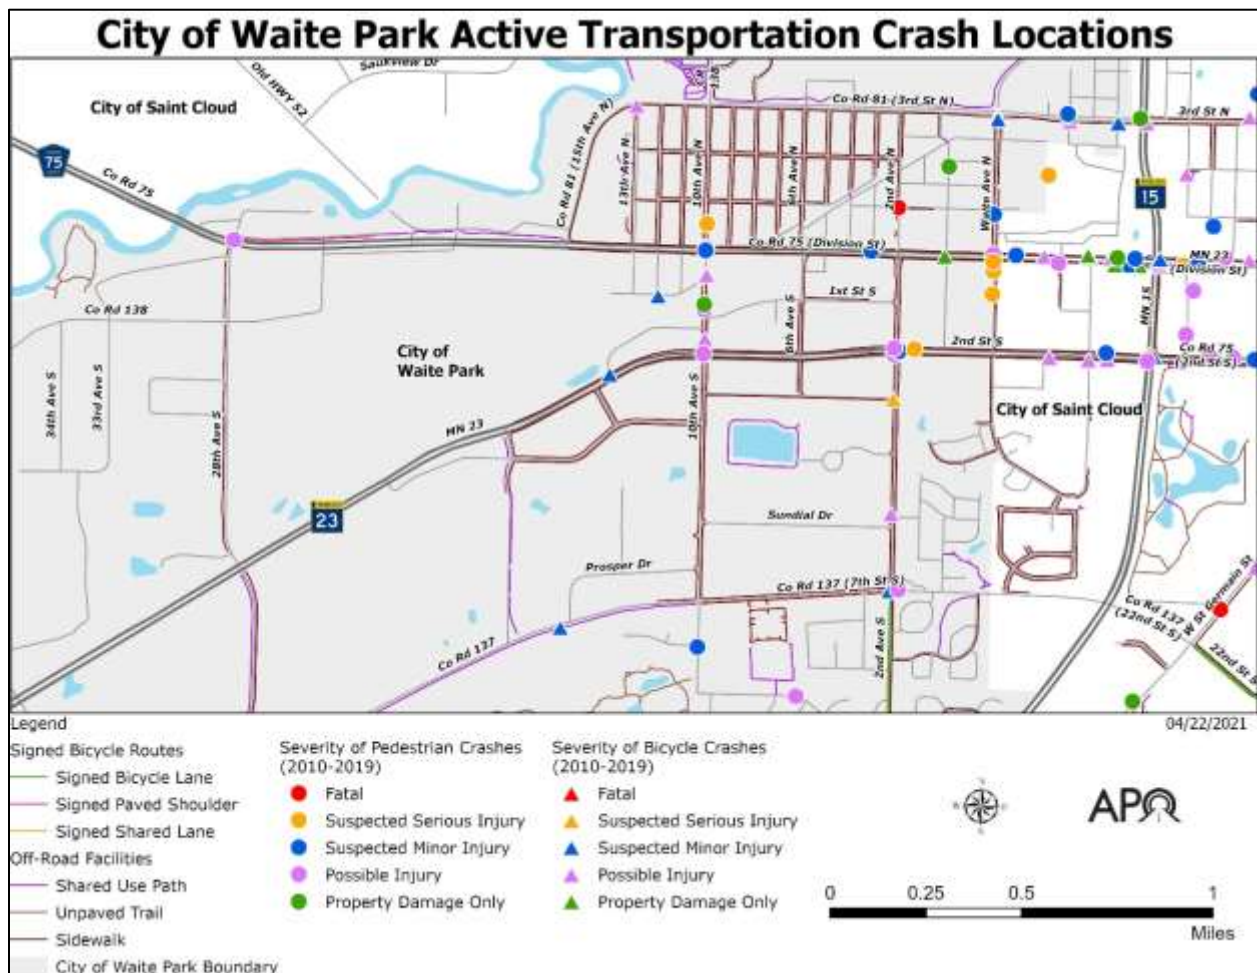 City of Waite Park Active Transportation Crash Locations
Saukview Dr
Old HWY 52
138
City of Saint Cloud
Co Rd 81 (3rd St N)
3rd St N
75
Co Rd 75
Co Rd 81 (15th Ave N)
13th Ave N
10th Ave N
6th Ave N
2nd Ave N
Waite Ave N
15
Co Rd 75 (Division St)
MN 23
(Division St)
Co Rd 138
1st St S
6th Ave S
MN 15
2nd St S
Co Rd 75
(2nd St S)
City of
Waite Park
34th Ave S
33rd Ave S
28th Ave S
10th Ave S
City of Saint Cloud
MN 23
23
Sundial Dr
Prosper Dr
Co Rd 137 (7th St S)
Co Rd 137
(22nd St S)
W St Germain St
Co Rd 137
2nd Ave S
22nd St S
04/22/2021
Legend
Signed Bicycle Routes
Signed Bicycle Lane
Signed Paved Shoulder
Signed Shared Lane
Off-Road Facilities
Shared Use Path
Unpaved Trail
Sidewalk
City of Waite Park Boundary
Severity of Pedestrian Crashes
(2010-2019)
Fatal
Suspected Serious Injury
Suspected Minor Injury
Possible Injury
Property Damage Only
Severity of Bicycle Crashes
(2010-2019)
Fatal
Suspected Serious Injury
Suspected Minor Injury
Possible Injury
Property Damage Only
APO
0 0.25 0.5 1
Miles